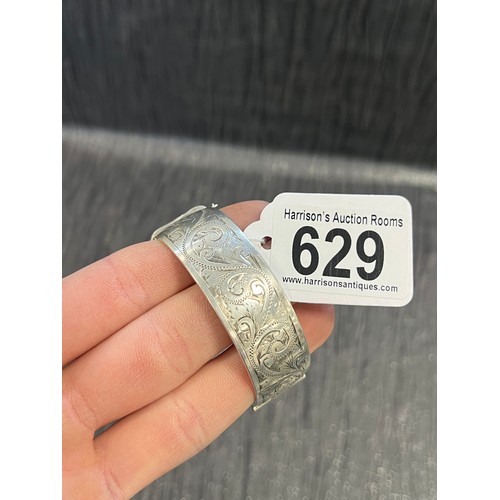 Harrison's Auction Rooms
629
www.harrisonsantiques.com